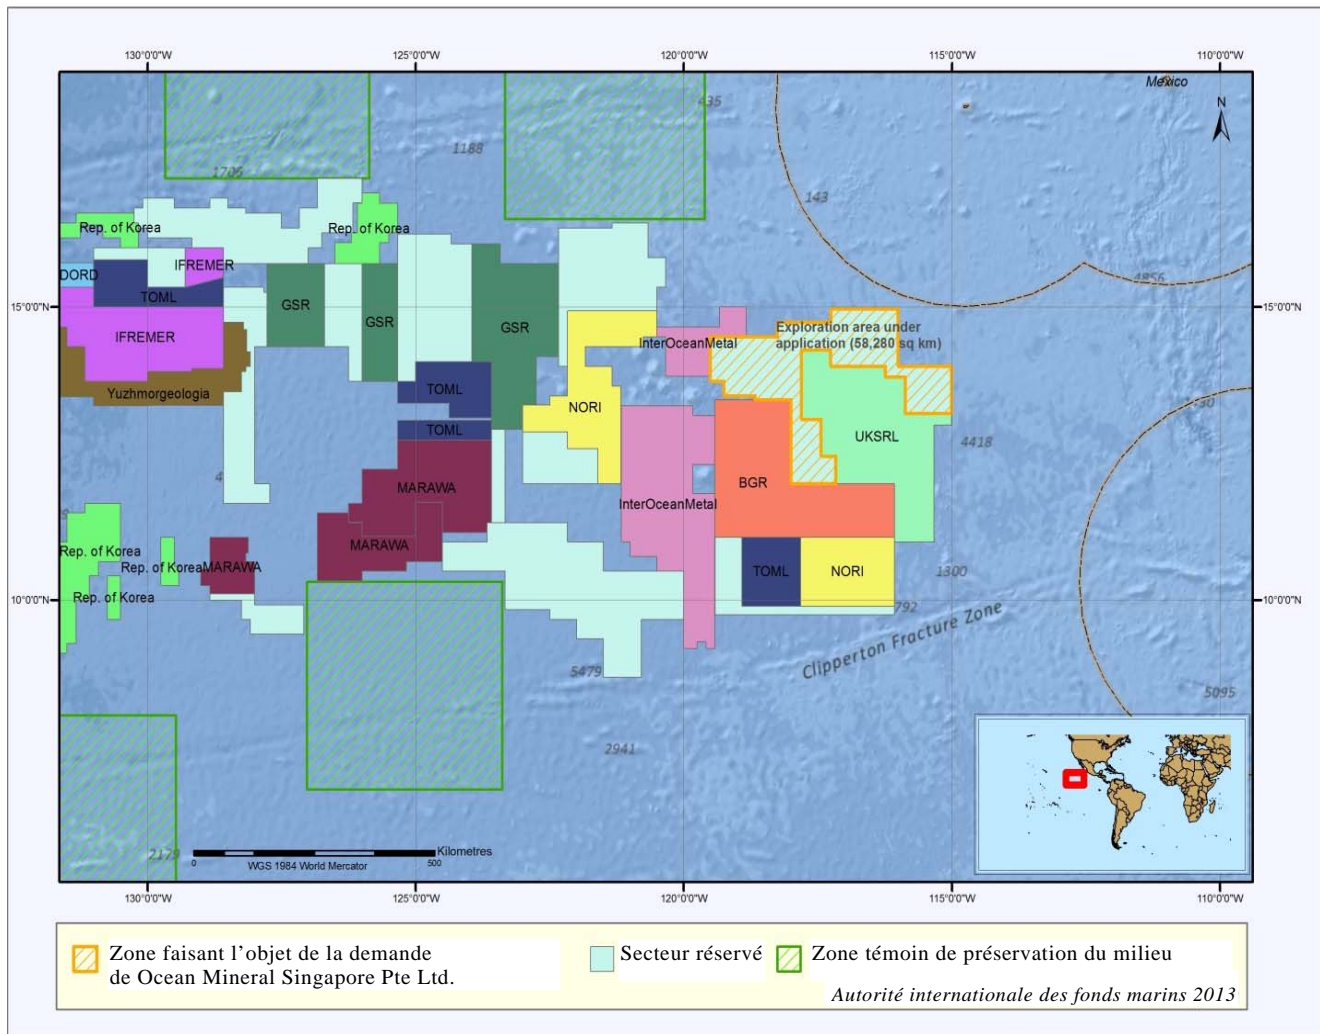 130°0'0"W 125°0'0"W 120°0'0"W 115°0'0"W 110°0'0"W
Mexico
N
435
1188
1706
143
Rep. of Korea
Rep. of Korea
4856
IFREMER
DORD
TOML
GSR
GSR
GSR
15°0'0"N
15°0'0"N
Exploration area under
application (58,280 sq km)
IFREMER
InterOceanMetal
Yuzhmorgeologia
TOML
NORI
TOML
UKSRL
4418
BGR
MARAWA
InterOceanMetal
MARAWA
Rep. of Korea
Rep. of Korea
MARAWA
TOML
NORI
1300
Rep. of Korea
10°0'0"N
10°0'0"N
792
Clipperton Fracture Zone
5479
5095
2941
2179
Kilometres
0 500
WGS 1984 World Mercator
130°0'0"W 125°0'0"W 120°0'0"W 115°0'0"W 110°0'0"W
Zone faisant l'objet de la demande
de Ocean Mineral Singapore Pte Ltd.
Secteur réservé
Zone témoin de préservation du milieu
Autorité internationale des fonds marins 2013